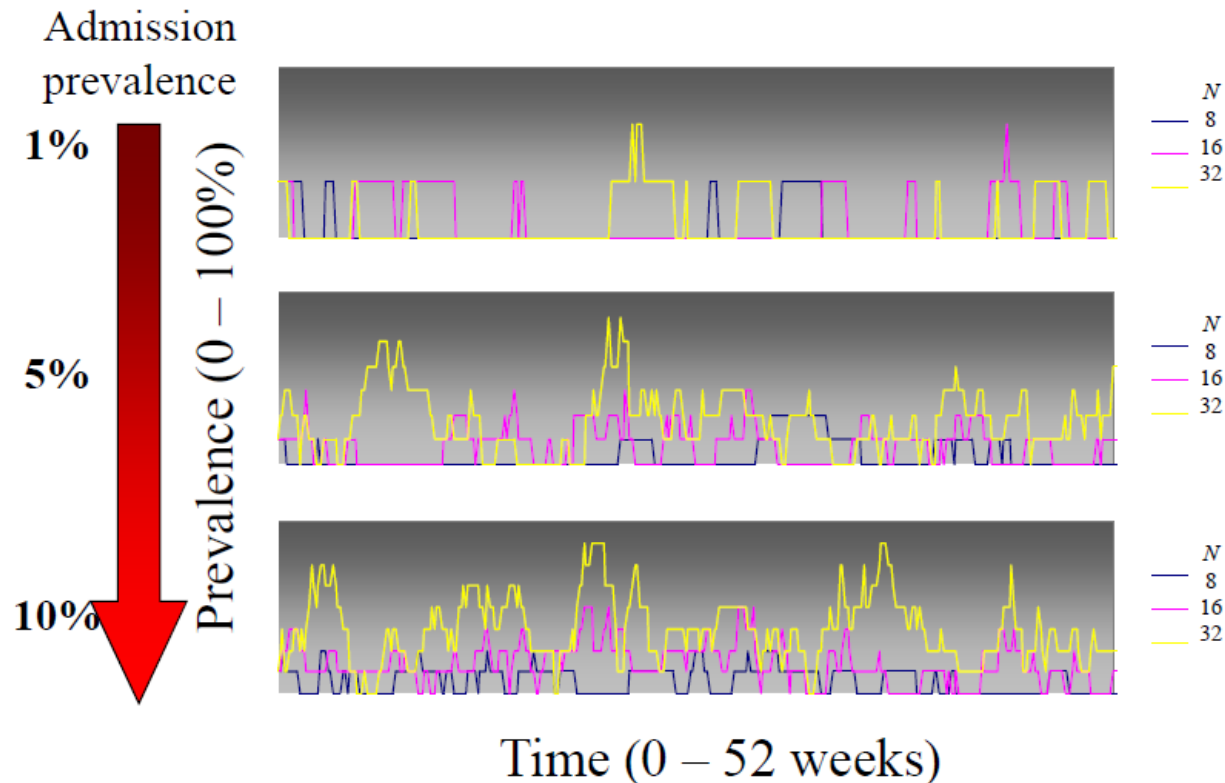 Admission
prevalence
1%
5%
10%
Prevalence (0 – 100%)
N
8
16
32
N
8
16
32
N
8
16
32
Time (0 – 52 weeks)